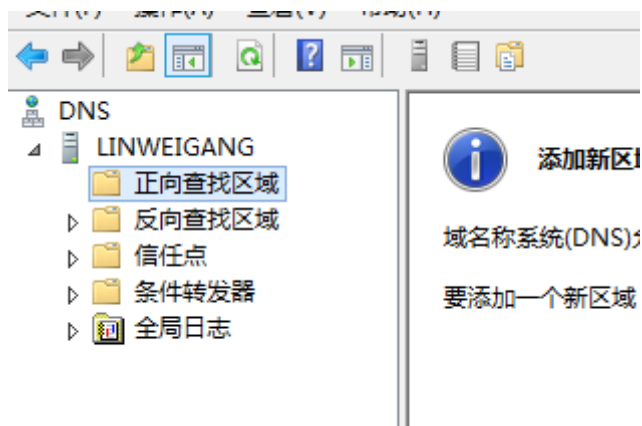 DNS
LINWEIGANG
正向查找区域
反向查找区域
信任点
条件转发器
全局日志
添加新区
域名称系统(DNS)
要添加一个新区域